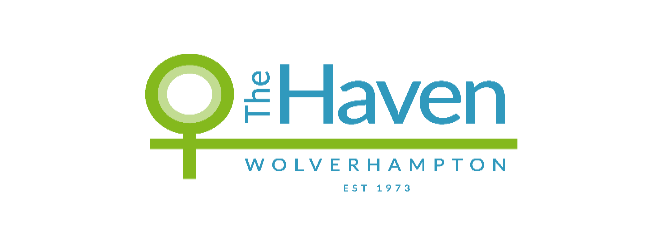 The Haven
WOLVERHAMPTON
EST 1973